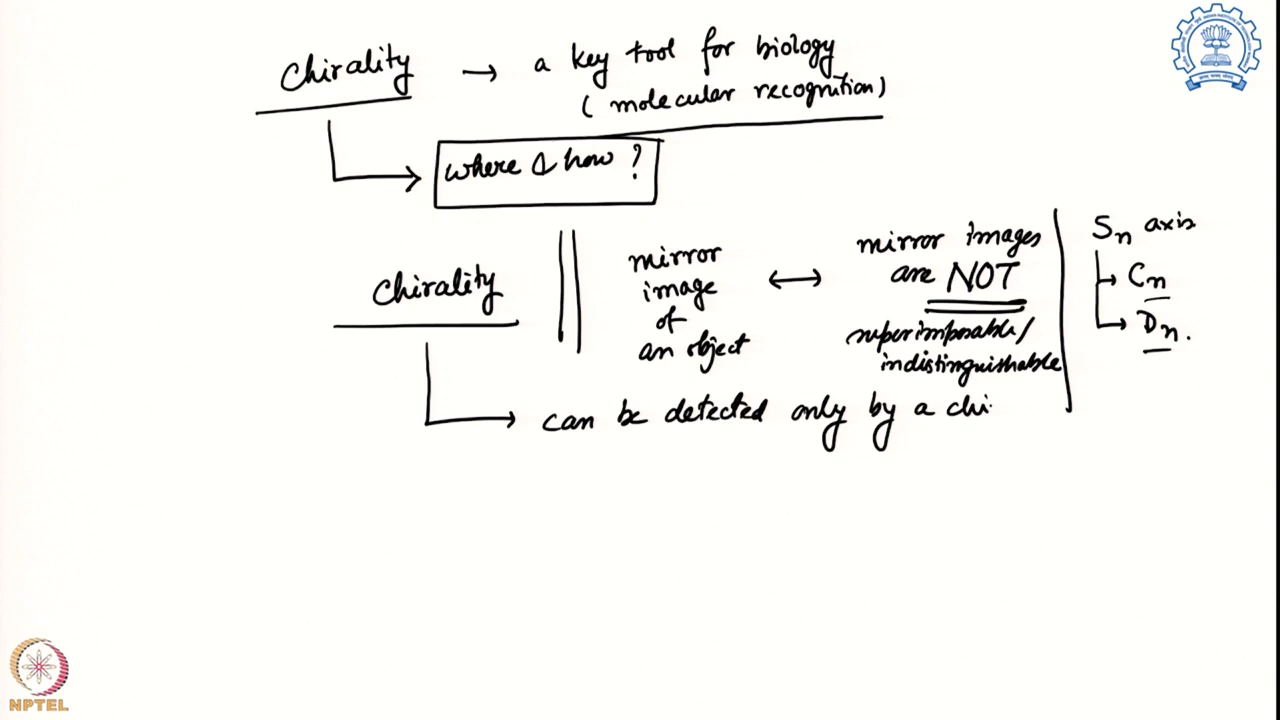 Chirality → a key tool for biology
(molecular recognition)
where & how ?
Chirality
mirror
image
of
an object
↔
mirror images
are NOT
superimposable/
indistinguishable
Sn axis
Cn
Dn.
can be detected only by a chi
NPTEL